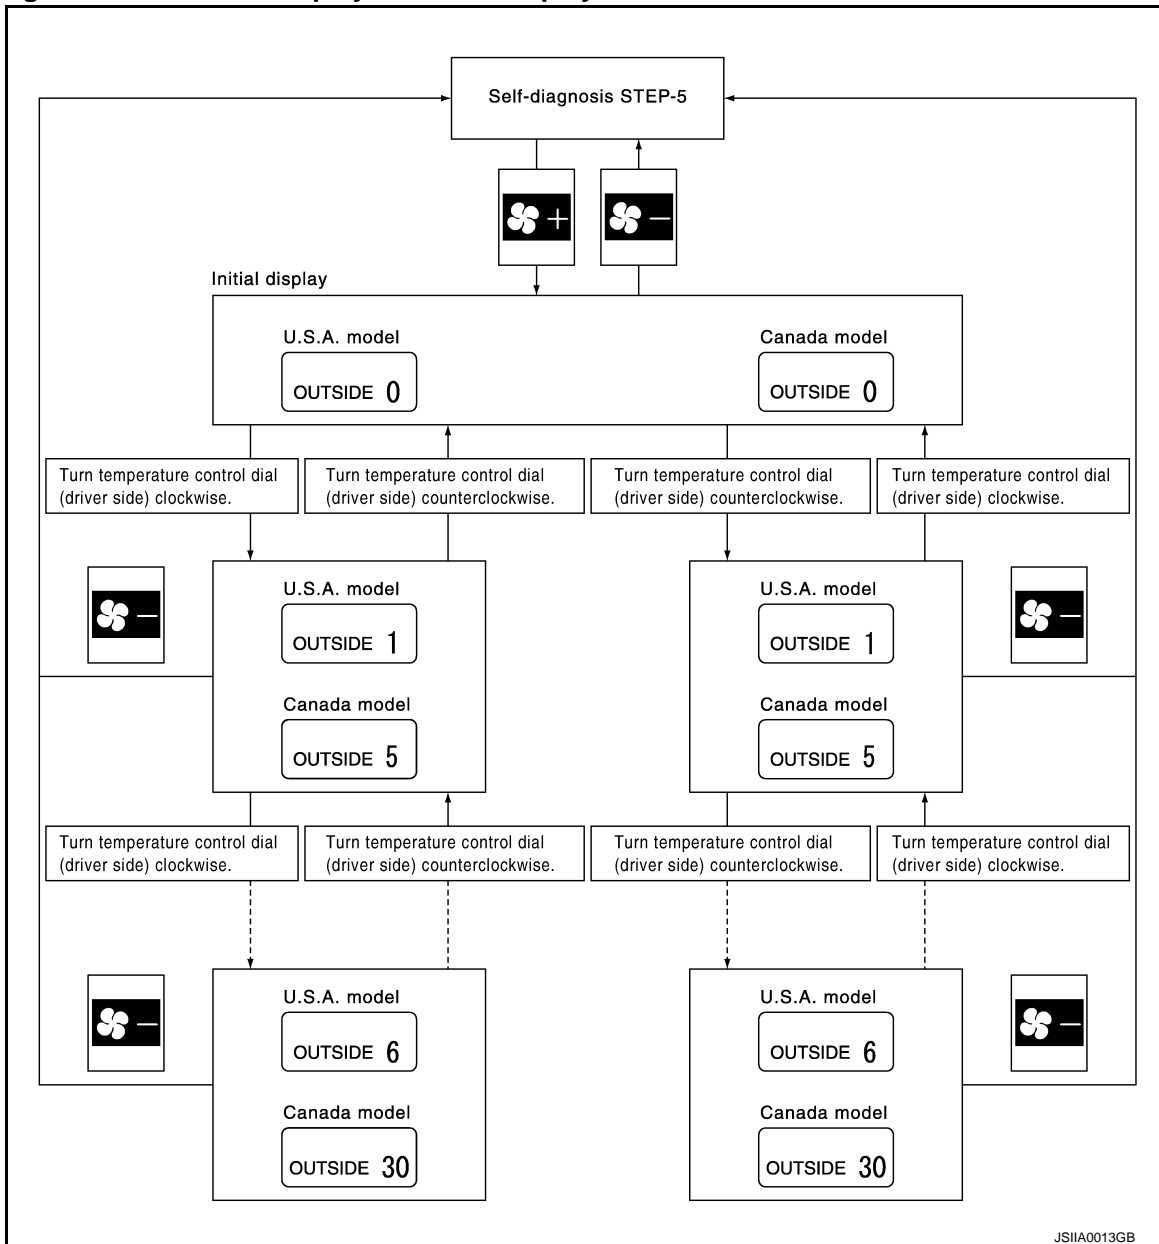 Self-diagnosis STEP-5
+
−
Initial display
U.S.A. model
Canada model
OUTSIDE 0
OUTSIDE 0
Turn temperature control dial
(driver side) clockwise.
Turn temperature control dial
(driver side) counterclockwise.
Turn temperature control dial
(driver side) counterclockwise.
Turn temperature control dial
(driver side) clockwise.
−
U.S.A. model
OUTSIDE 1
Canada model
OUTSIDE 5
U.S.A. model
OUTSIDE 1
Canada model
OUTSIDE 5
−
Turn temperature control dial
(driver side) clockwise.
Turn temperature control dial
(driver side) counterclockwise.
Turn temperature control dial
(driver side) counterclockwise.
Turn temperature control dial
(driver side) clockwise.
−
U.S.A. model
OUTSIDE 6
Canada model
OUTSIDE 30
U.S.A. model
OUTSIDE 6
Canada model
OUTSIDE 30
−
JSIIA0013GB